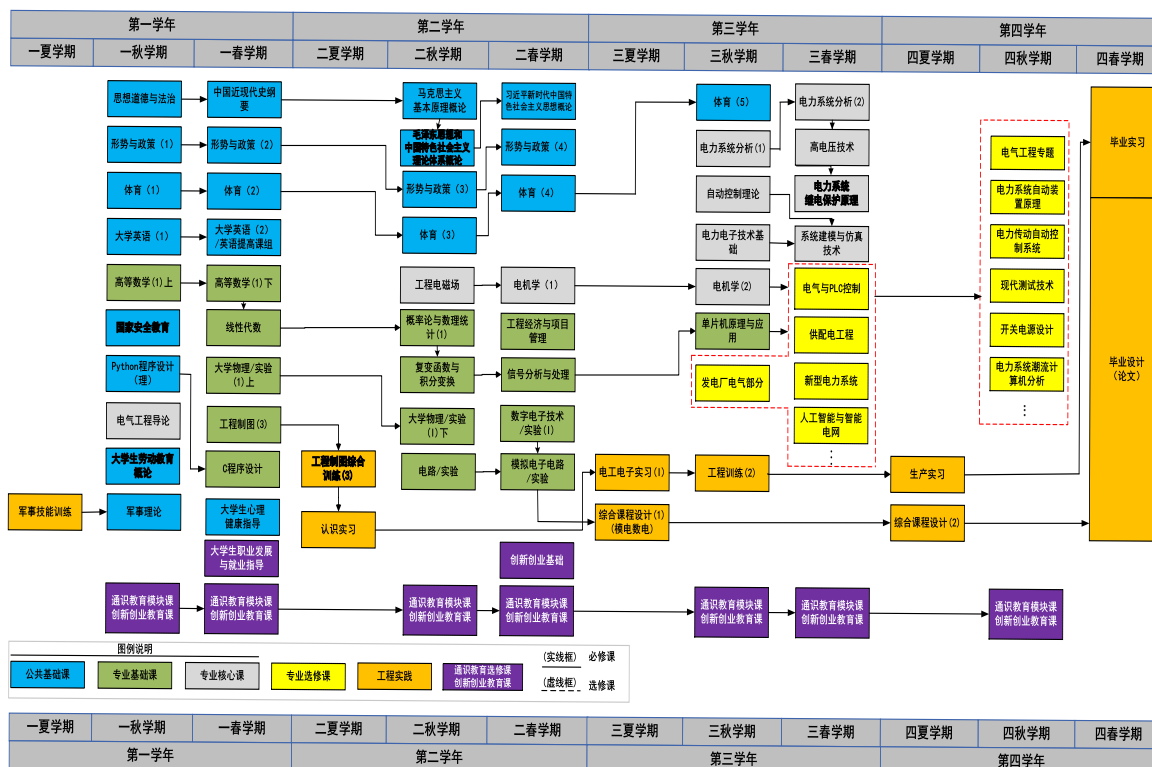 第一学年
第二学年
第三学年
第四学年
一夏学期
一秋学期
一春学期
二夏学期
二秋学期
二春学期
三夏学期
三秋学期
三春学期
四夏学期
四秋学期
四春学期
思想道德与法治
形势与政策(1)
体育(1)
大学英语(1)
高等数学(1)上
国家安全教育
Python程序设计
(理)
电气工程导论
大学生劳动教育
概论
军事技能训练
军事理论
通识教育模块课
创新创业教育课
中国近现代史纲
要
形势与政策(2)
体育(2)
大学英语(2)
/英语提高课组
高等数学(1)下
线性代数
大学物理/实验
(1)上
工程制图(3)
C程序设计
大学生心理
健康指导
大学生职业发展
与就业指导
通识教育模块课
创新创业教育课
工程制图综合
训练(3)
认识实习
马克思主义
基本原理概论
毛泽东思想和
中国特色社会主义
理论体系概论
形势与政策(3)
体育(3)
工程电磁场
概率论与数理统
计(1)
复变函数与
积分变换
大学物理/实验
(I)下
电路/实验
通识教育模块课
创新创业教育课
习近平新时代中国特
色社会主义思想概论
形势与政策(4)
体育(4)
电机学(1)
工程经济与项目
管理
信号分析与处理
数字电子技术
/实验(I)
模拟电子电路
/实验
创新创业基础
通识教育模块课
创新创业教育课
电工电子实习(1)
综合课程设计(1)
(模电数电)
体育(5)
电力系统分析(1)
自动控制理论
电力电子技术基
础
电机学(2)
单片机原理与应
用
发电厂电气部分
工程训练(2)
通识教育模块课
创新创业教育课
电力系统分析(2)
高电压技术
电力系统
继电保护原理
系统建模与仿真
技术
电气与PLC控制
供配电工程
新型电力系统
人工智能与智能
电网
⋮
通识教育模块课
创新创业教育课
生产实习
综合课程设计(2)
电气工程专题
电力系统自动装
置原理
电力传动自动控
制系统
现代测试技术
开关电源设计
电力系统潮流计
算机分析
⋮
通识教育模块课
创新创业教育课
毕业实习
毕业设计
(论文)
图例说明
公共基础课
专业基础课
专业核心课
专业选修课
工程实践
通识教育选修课
创新创业教育课
(实线框)
必修课
(虚线框)
选修课
一夏学期
一秋学期
一春学期
二夏学期
二秋学期
二春学期
三夏学期
三秋学期
三春学期
四夏学期
四秋学期
四春学期
第一学年
第二学年
第三学年
第四学年